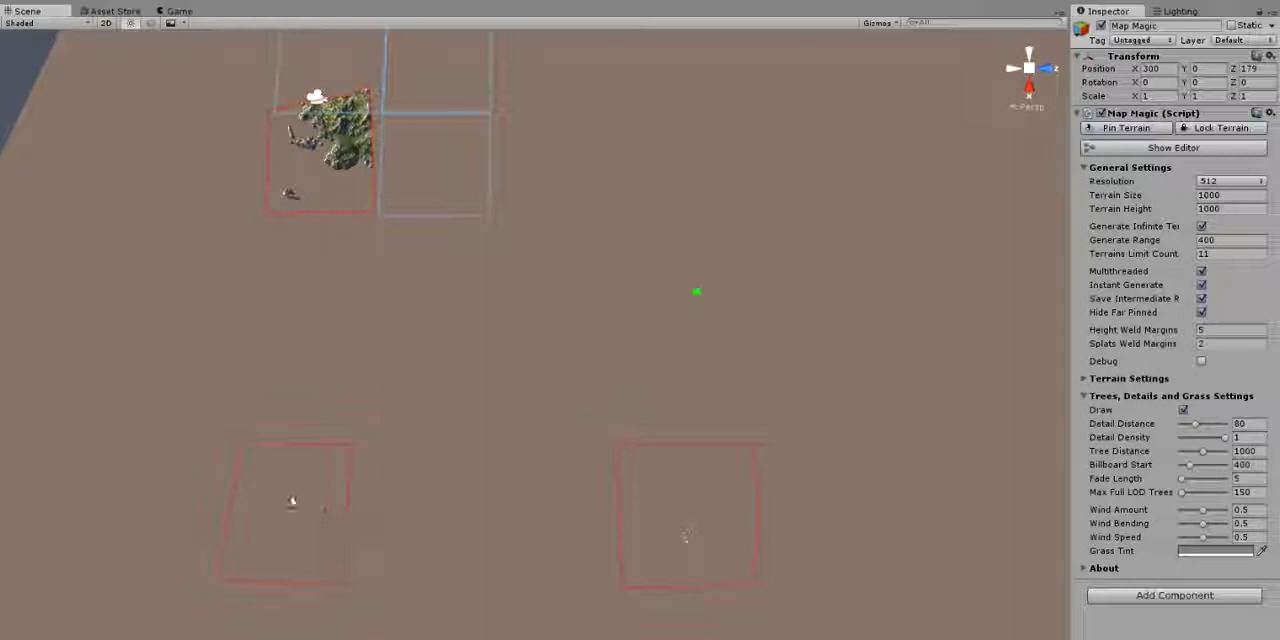 Scene
Asset Store
Game
Shaded
2D
Gizmos
All
Persp
x
z
Inspector
Lighting
Map Magic
Static
Tag Untagged Layer Default
Transform
Position X 300 Y 0 Z 179
Rotation X 0 Y 0 Z 0
Scale X 1 Y 1 Z 1
Map Magic (Script)
Pin Terrain
Lock Terrain
Show Editor
General Settings
Resolution 512
Terrain Size 1000
Terrain Height 1000
Generate Infinite Ter
Generate Range 400
Terrains Limit Count 11
Multithreaded
Instant Generate
Save Intermediate R
Hide Far Pinned
Height Weld Margins 5
Splats Weld Margins 2
Debug
Terrain Settings
Trees, Details and Grass Settings
Draw
Detail Distance 80
Detail Density 1
Tree Distance 1000
Billboard Start 400
Fade Length 5
Max Full LOD Trees 150
Wind Amount 0.5
Wind Bending 0.5
Wind Speed 0.5
Grass Tint
About
Add Component